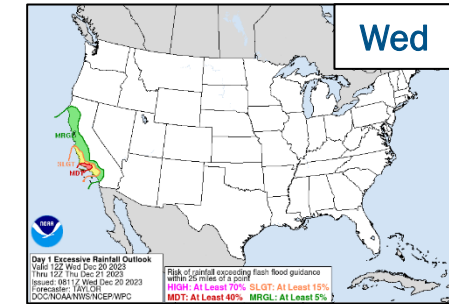 Wed
MRGL
SLGT
MDT
NOAA
Day 1 Excessive Rainfall Outlook
Valid 12Z Wed Dec 20 2023
Thru 12Z Thu Dec 21 2023
Issued: 0811Z Wed Dec 20 2023
Forecaster: TAYLOR
DOC/NOAA/NWS/NCEP/WPC
Risk of rainfall exceeding flash flood guidance
within 25 miles of a point
HIGH: At Least 70% SLGT: At Least 15%
MDT: At Least 40% MRGL: At Least 5%